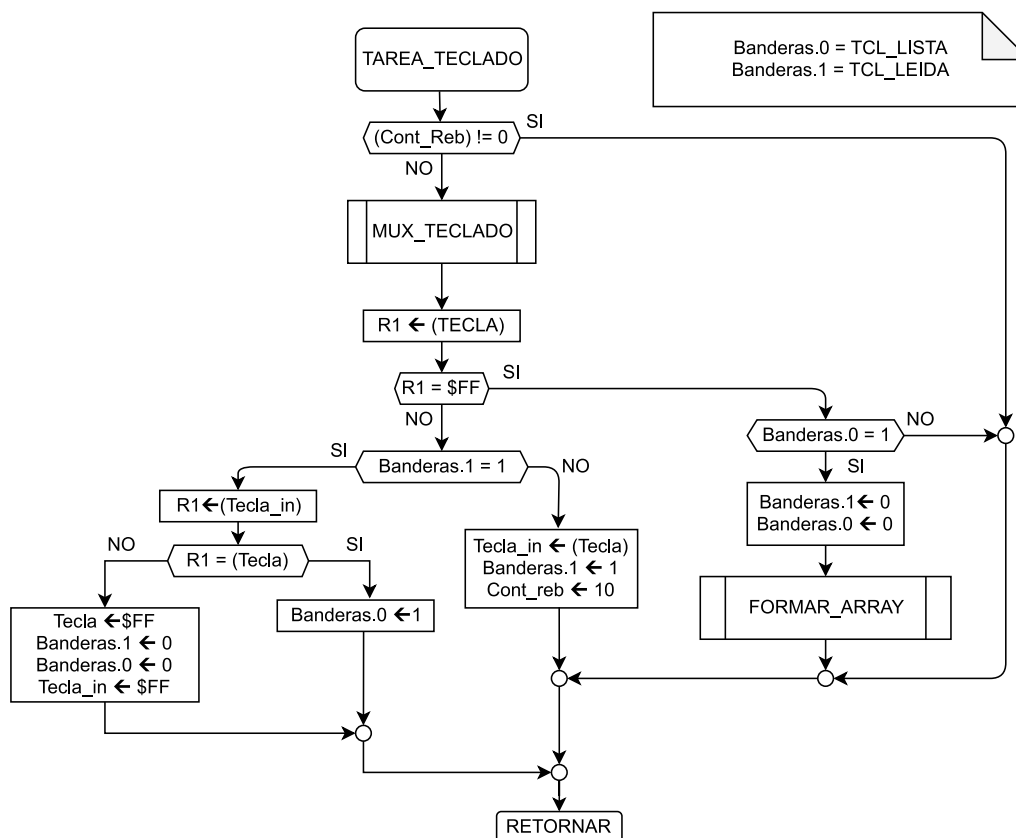 TAREA_TECLADO
Banderas.0 = TCL_LISTA
Banderas.1 = TCL_LEIDA
(Cont_Reb) != 0
SI
NO
MUX_TECLADO
R1 ← (TECLA)
R1 = $FF
SI
NO
Banderas.0 = 1
NO
SI
Banderas.1 = 1
SI
NO
R1←(Tecla_in)
Banderas.1← 0
Banderas.0 ← 0
R1 = (Tecla)
NO
SI
Tecla_in ← (Tecla)
Banderas.1 ← 1
Cont_reb ← 10
FORMAR_ARRAY
Banderas.0 ←1
Tecla ←$FF
Banderas.1 ← 0
Banderas.0 ← 0
Tecla_in ← $FF
RETORNAR